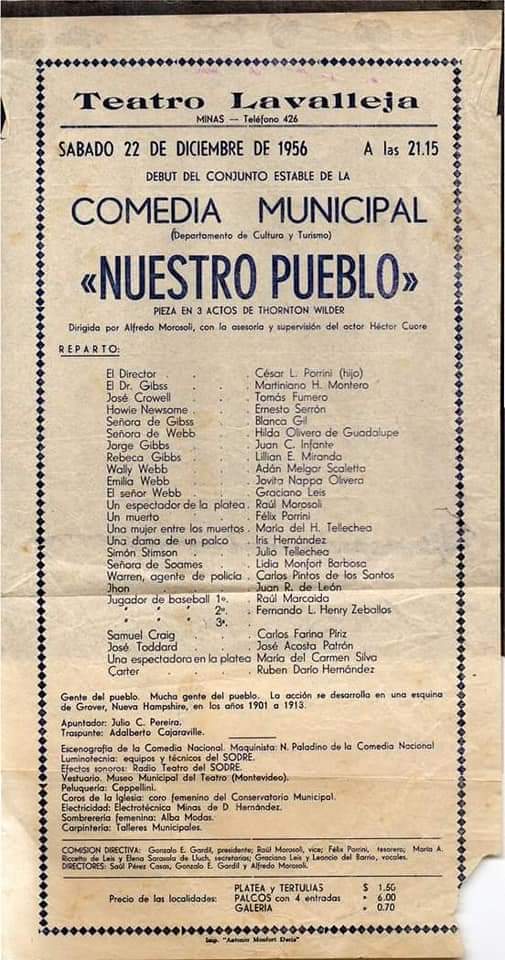 Teatro Lavalleja
MINAS — Teléfono 426
SABADO 22 DE DICIEMBRE DE 1956 A las 21.15
DEBUT DEL CONJUNTO ESTABLE DE LA
COMEDIA MUNICIPAL
(Departamento de Cultura y Turismo)
«NUESTRO PUEBLO»
PIEZA EN 3 ACTOS DE THORNTON WILDER
Dirigida por Alfredo Morosoli, con la asesoría y supervisión del actor Héctor Cuore
REPARTO:
El Director . . . César L. Porrini (hijo)
El Dr. Gibss . . . Martiniano H. Montero
José Crowell . . . Tomás Fumero
Howie Newsome . . . Ernesto Serrón
Señora de Gibss . . . Blanca Gil
Señora de Webb . . . Hilda Olivera de Guadalupe
Jorge Gibbs . . . Juan C. Infante
Rebeca Gibbs . . . Lillian E. Miranda
Wally Webb . . . Adán Melgar Scaletta
Emilia Webb . . . Jovita Nappa Olivera
El señor Webb . . . Graciano Leis
Un espectador de la platea . Raúl Morosoli
Un muerto . . . Félix Porrini
Una mujer entre los muertos . María del H. Tellechea
Una dama de un palco . Iris Hernández
Simón Stimson . . . Julio Tellechea
Señora de Soames . . Lidia Monfort Barbosa
Warren, agente de policía . Carlos Pintos de los Santos
Jhon . . . Juan R. de León
Jugador de baseball 1º. . Raúl Marcaida
" " " 2º. . Fernando L. Henry Zeballos
" " " 3º.
Samuel Craig . . . Carlos Farina Píriz
José Toddard . . . José Acosta Patrón
Una espectadora en la platea María del Carmen Silva
Carter . . . Ruben Darío Hernández
Gente del pueblo. Mucha gente del pueblo. La acción se desarrolla en una esquina
de Grover, Nueva Hampshire, en los años 1901 a 1913.
Apuntador: Julio C. Pereira.
Traspunte: Adalberto Cajaraville.
Escenografía de la Comedia Nacional. Maquinista: N. Paladino de la Comedia Nacional
Luminotecnia: equipos y técnicos del SODRE.
Efectos sonoros: Radio Teatro del SODRE.
Vestuario. Museo Municipal del Teatro (Montevideo).
Peluquería: Ceppellini.
Coros de la Iglesia: coro femenino del Conservatorio Municipal.
Electricidad: Electrotécnica Minas de D. Hernández.
Sombrerería femenina: Alba Modas.
Carpintería: Talleres Municipales.
COMISION DIRECTIVA: Gonzalo E. Gardil, presidente; Raúl Morosoli, vice; Félix Porrini, tesorero; María A.
Riccetto de Leis y Elena Saravola de Lluch, secretarias; Graciano Leis y Leoncio del Barrio, vocales.
DIRECTORES: Saúl Pérez Casas, Gonzalo E. Gardil y Alfredo Morosoli.
Precio de las localidades: PLATEA Y TERTULIAS $ 1.50
PALCOS con 4 entradas " 6.00
GALERIA " 0.70
Imp. "Antonio Monfort Devia"